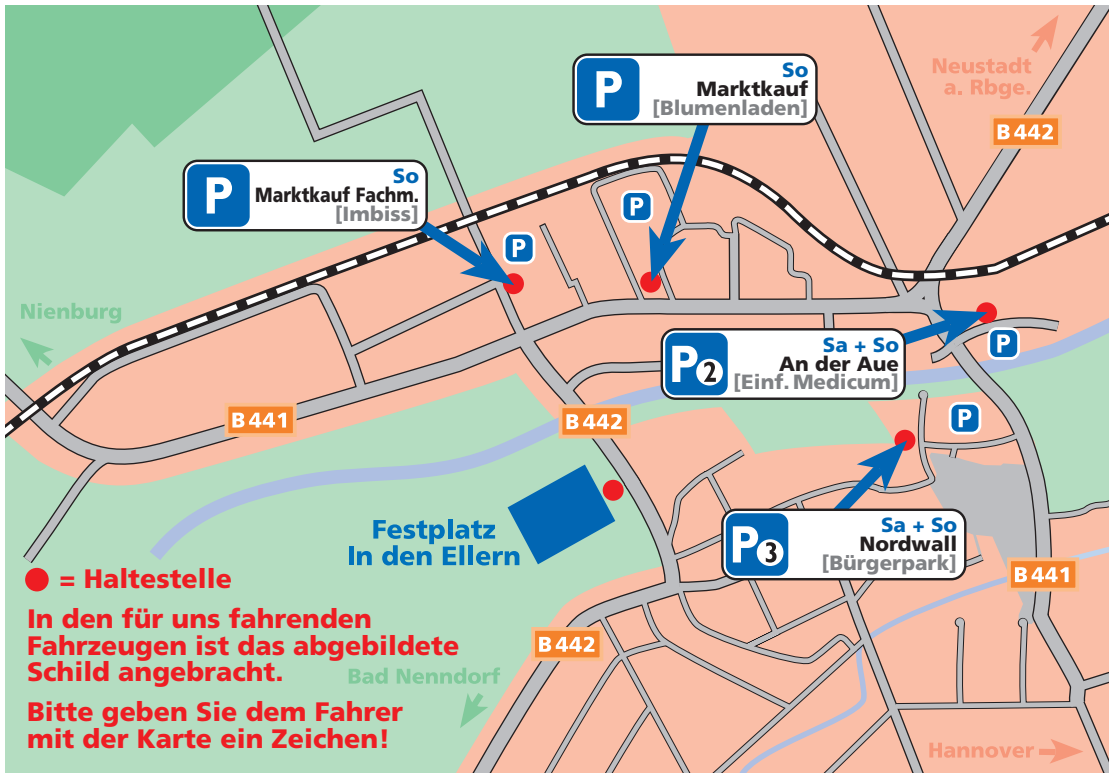 Neustadt
a. Rbge.
B 442
P
So
Marktkauf
[Blumenladen]
P
So
Marktkauf Fachm.
[Imbiss]
P
P
Nienburg
P2
Sa + So
An der Aue
[Einf. Medicum]
P
B 441
B 442
P
Festplatz
In den Ellern
P3
Sa + So
Nordwall
[Bürgerpark]
B 441
= Haltestelle
In den für uns fahrenden
Fahrzeugen ist das abgebildete
Schild angebracht.
Bitte geben Sie dem Fahrer
mit der Karte ein Zeichen!
B 442
Bad Nenndorf
Hannover